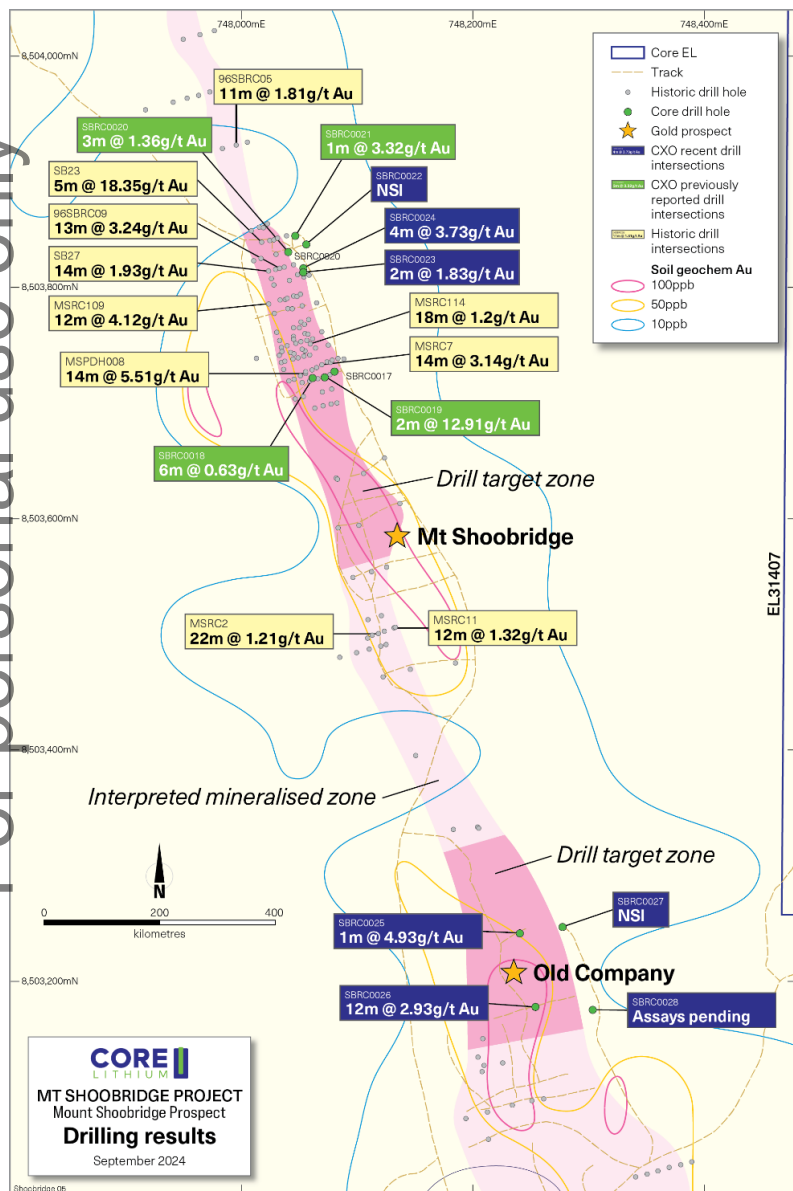 748,000mE
748,200mE
748,400mE
8,504,000mN
8,503,800mN
8,503,600mN
8,503,400mN
8,503,200mN
Core EL
Track
Historic drill hole
Core drill hole
Gold prospect
CXO recent drill
intersections
CXO previously
reported drill
intersections
Historic drill
intersections
Soil geochem Au
100ppb
50ppb
10ppb
96SBRC05
11m @ 1.81g/t Au
SBRC0020
3m @ 1.36g/t Au
SBRC0021
1m @ 3.32g/t Au
SB23
5m @ 18.35g/t Au
SBRC0022
NSI
96SBRC09
13m @ 3.24g/t Au
SBRC0024
4m @ 3.73g/t Au
SB27
14m @ 1.93g/t Au
SBRC0020
SBRC0023
2m @ 1.83g/t Au
MSRC109
12m @ 4.12g/t Au
MSRC114
18m @ 1.2g/t Au
MSPDH008
14m @ 5.51g/t Au
MSRC7
14m @ 3.14g/t Au
SBRC0017
SBRC0019
2m @ 12.91g/t Au
SBRC0018
6m @ 0.63g/t Au
Drill target zone
Mt Shoobridge
EL31407
MSRC2
22m @ 1.21g/t Au
MSRC11
12m @ 1.32g/t Au
Interpreted mineralised zone
Drill target zone
N
0 200 400
kilometres
SBRC0025
1m @ 4.93g/t Au
SBRC0027
NSI
Old Company
SBRC0026
12m @ 2.93g/t Au
SBRC0028
Assays pending
CORE
LITHIUM
MT SHOOBRIDGE PROJECT
Mount Shoobridge Prospect
Drilling results
September 2024
Shoobridge 05
personal use only